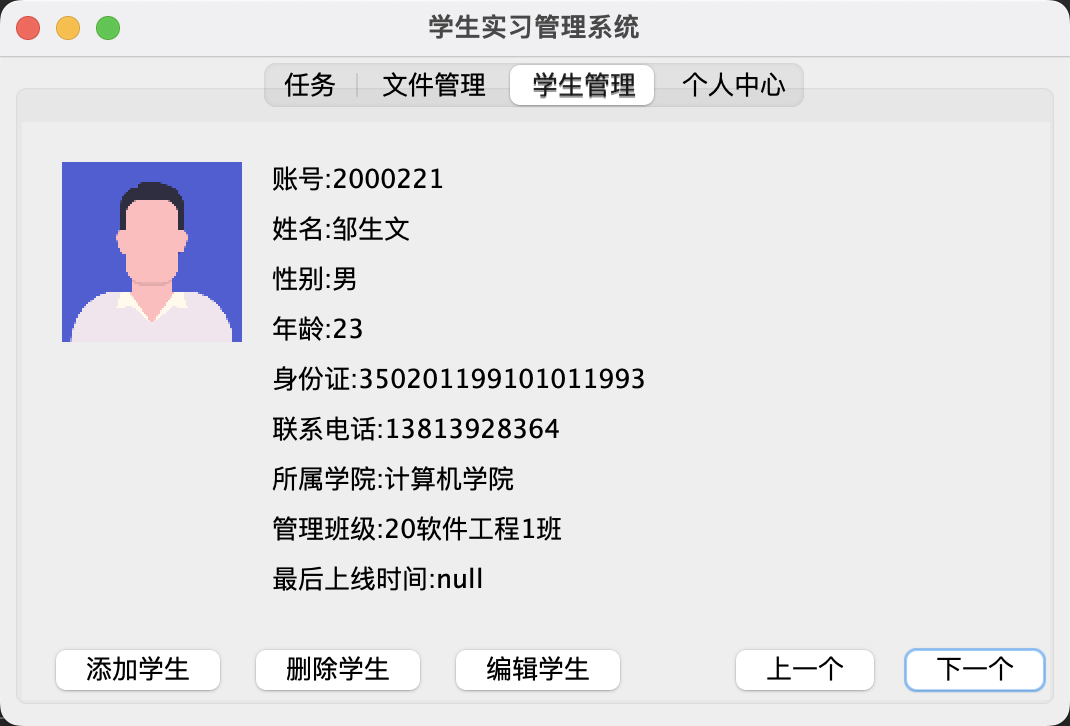 学生实习管理系统
任务 文件管理 学生管理 个人中心
账号:2000221
姓名:邹生文
性别:男
年龄:23
身份证:350201199101011993
联系电话:13813928364
所属学院:计算机学院
管理班级:20软件工程1班
最后上线时间:null
添加学生 删除学生 编辑学生 上一个 下一个